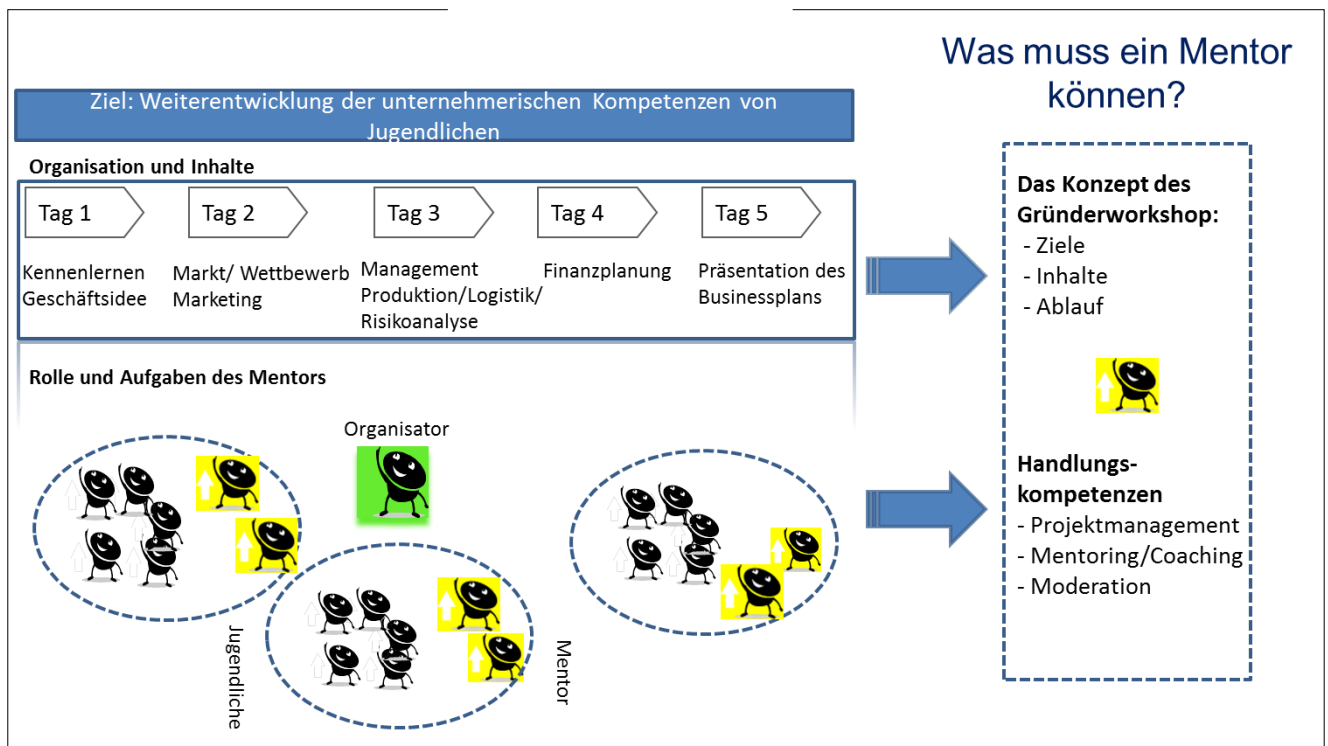 Was muss ein Mentor
können?
Ziel: Weiterentwicklung der unternehmerischen Kompetenzen von
Jugendlichen
Organisation und Inhalte
Tag 1
Tag 2
Tag 3
Tag 4
Tag 5
Kennenlernen
Geschäftsidee
Markt/ Wettbewerb
Marketing
Management
Produktion/Logistik/
Risikoanalyse
Finanzplanung
Präsentation des
Businessplans
Rolle und Aufgaben des Mentors
Organisator
Jugendliche
Mentor
Das Konzept des
Gründerworkshop:
- Ziele
- Inhalte
- Ablauf
Handlungs-
kompetenzen
- Projektmanagement
- Mentoring/Coaching
- Moderation